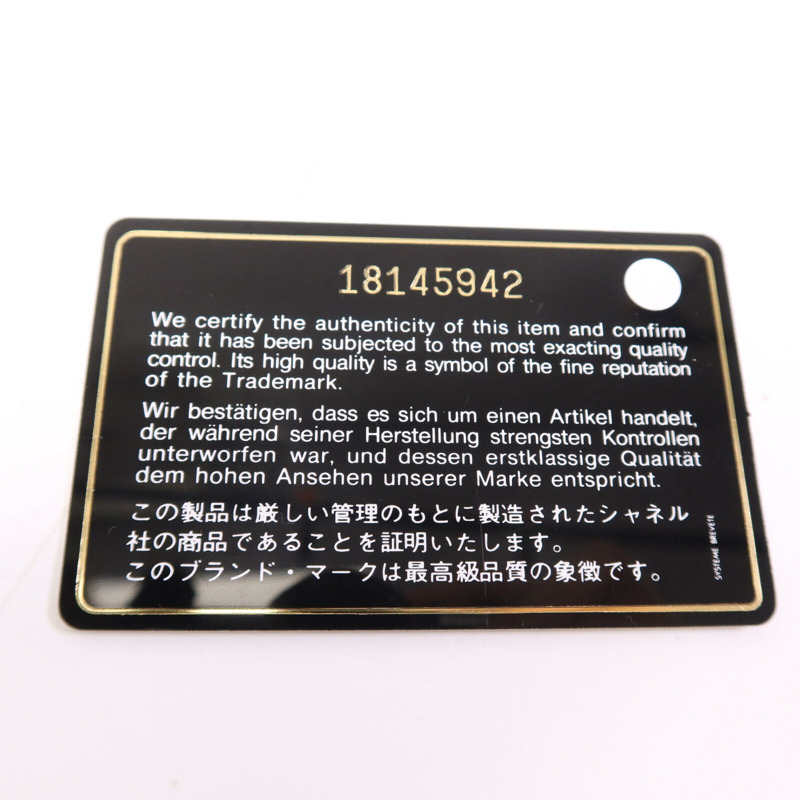 18145942
We certify the authenticity of this item and confirm
that it has been subjected to the most exacting quality
control. Its high quality is a symbol of the fine reputation
of the Trademark.
Wir bestätigen, dass es sich um einen Artikel handelt,
der während seiner Herstellung strengsten Kontrollen
unterworfen war, und dessen erstklassige Qualität
dem hohen Ansehen unserer Marke entspricht.
この製品は厳しい管理のもとに製造されたシャネル
社の商品であることを証明いたします。
このブランド・マークは最高級品質の象徴です。
SYSTEME BREVETE